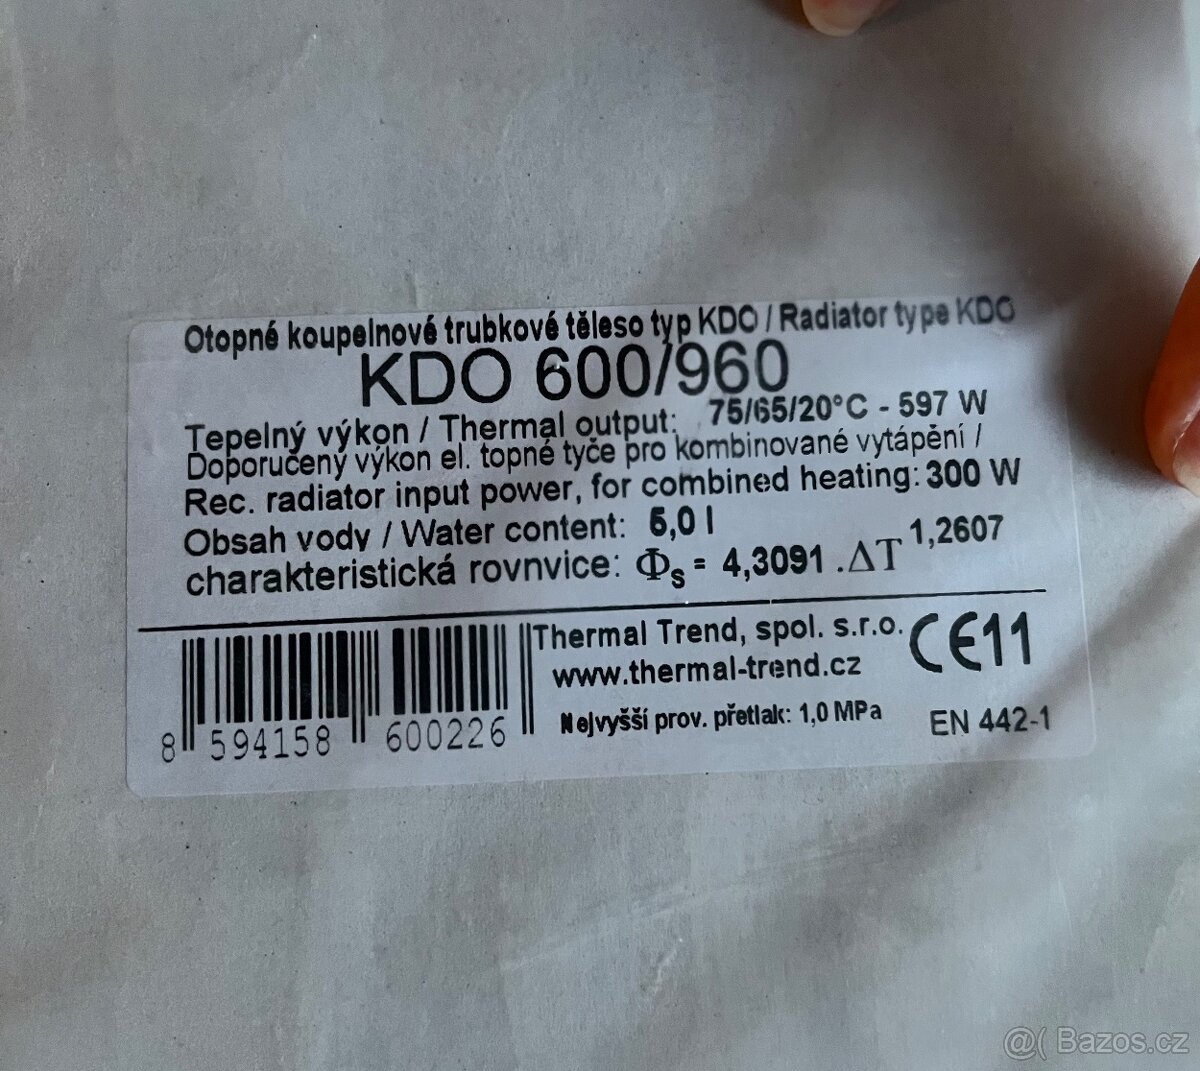 Otopné koupelnové trubkové těleso typ KDO / Radiator type KDO
KDO 600/960
Tepelný výkon / Thermal output: 75/65/20°C - 597 W
Doporučený výkon el. topné tyče pro kombinované vytápění /
Rec. radiator input power, for combined heating: 300 W
Obsah vody / Water content: 5,0 l
charakteristická rovnvice: Φs = 4,3091 .ΔT 1,2607
Thermal Trend, spol. s.r.o. CE11
www.thermal-trend.cz
Nejvyšší prov. přetlak: 1,0 MPa
EN 442-1
8 594158 600226
@( Bazos.cz